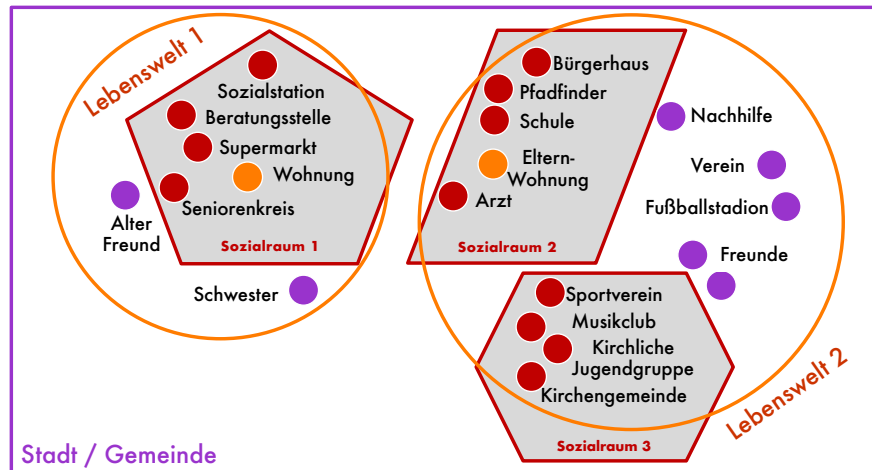 Lebenswelt 1
Sozialstation
Beratungsstelle
Supermarkt
Wohnung
Seniorenkreis
Alter
Freund
Sozialraum 1
Schwester
Bürgerhaus
Pfadfinder
Schule
Eltern-
Wohnung
Arzt
Sozialraum 2
Nachhilfe
Verein
Fußballstadion
Freunde
Sportverein
Musikclub
Kirchliche
Jugendgruppe
Kirchengemeinde
Sozialraum 3
Lebenswelt 2
Stadt / Gemeinde